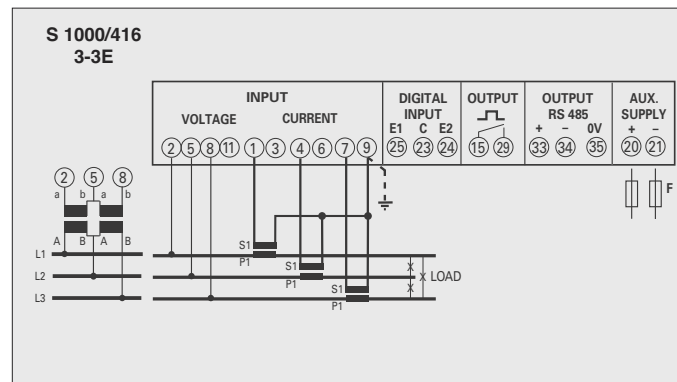 S 1000/416
3-3E
INPUT
VOLTAGE CURRENT
DIGITAL
INPUT
E1 C E2
OUTPUT
OUTPUT
RS 485
+ − 0V
AUX.
SUPPLY
+ −
2 5 8 11 1 3 4 6 7 9 25 23 24 15 29 33 34 35 20 21
2 5 8
a b a b
F
A B A B
L1
L2
L3
S1
P1
S1
P1
S1
P1
X
X X LOAD
X